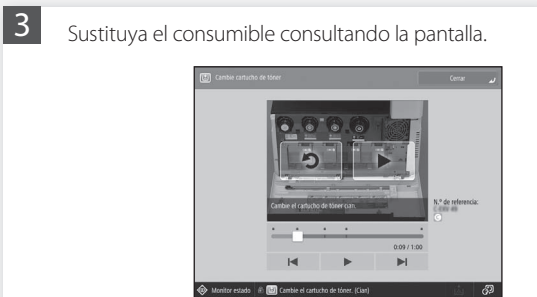 3
Sustituya el consumible consultando la pantalla.
Cambie cartucho de tóner
Cerrar
Cambie el cartucho de tóner cian.
N.º de referencia:
C
0:09 / 1:00
Monitor estado
Cambie el cartucho de tóner. (Cian)